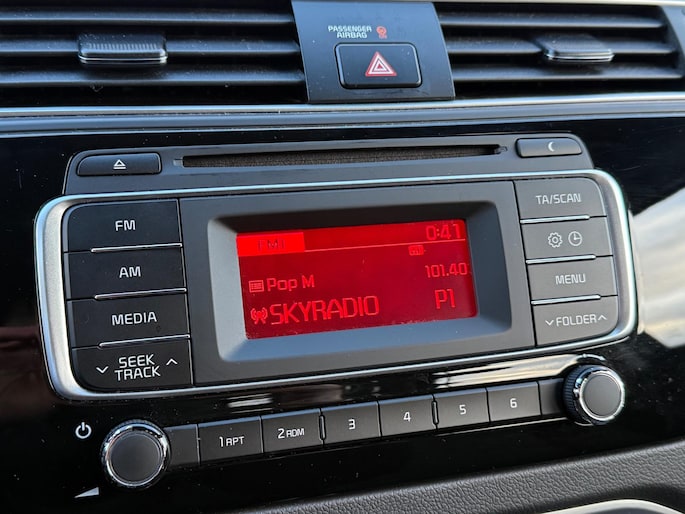 PASSENGER
AIRBAG
FM
AM
MEDIA
SEEK
TRACK
0:41
101.40
Pop M
SKYRADIO P1
TA/SCAN
MENU
FOLDER
1 RPT
2 RDM
3
4
5
6